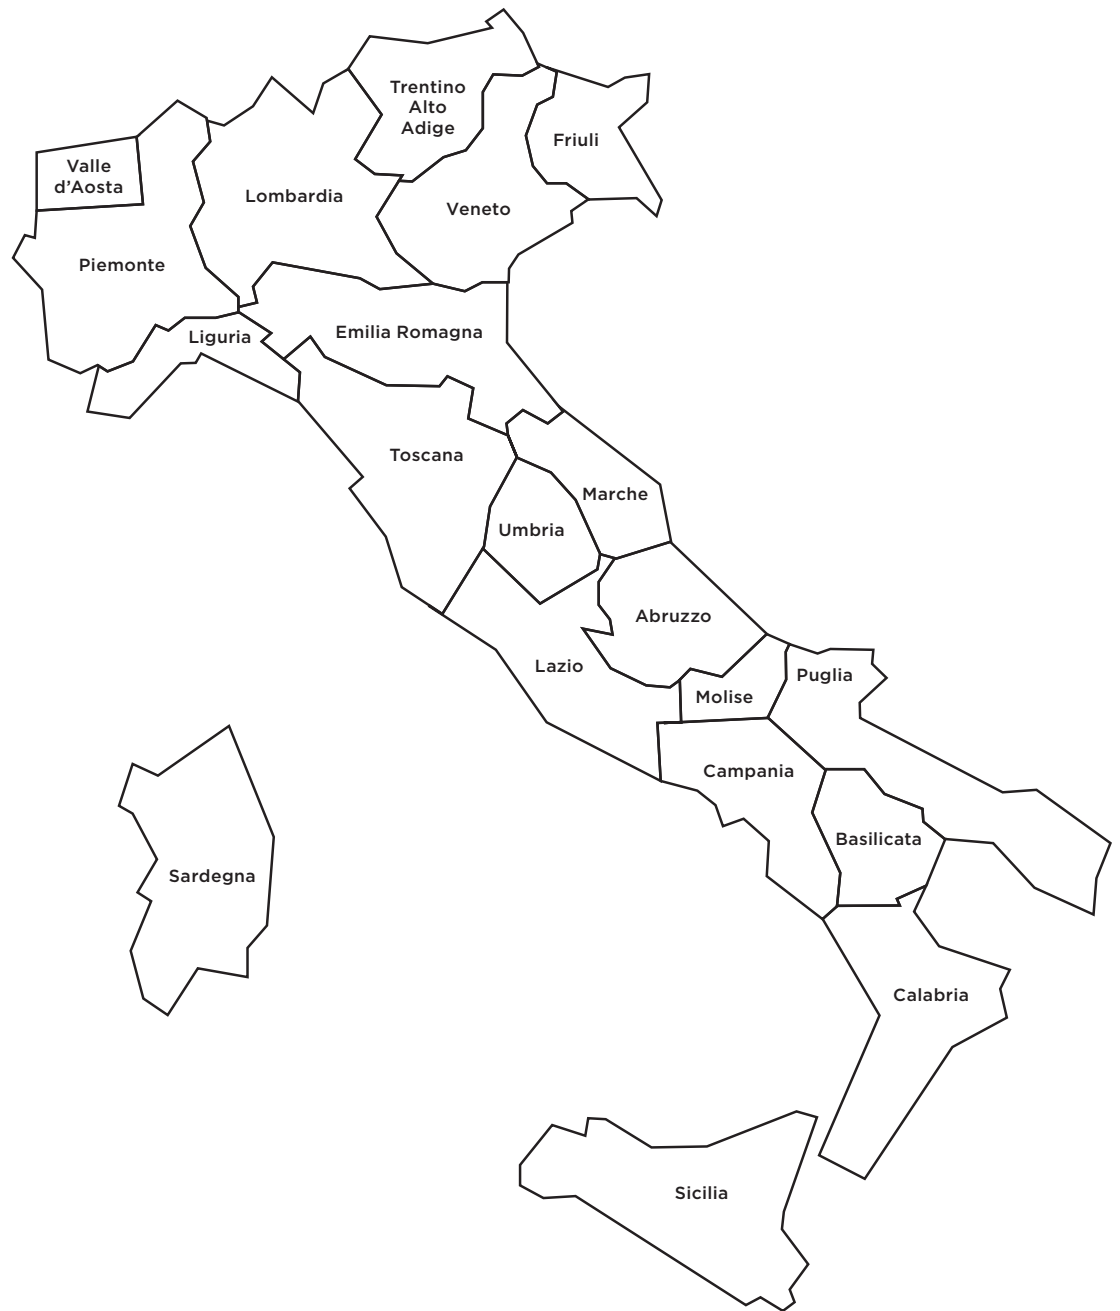 Trentino
Alto
Adige
Friuli
Valle
d’Aosta
Lombardia
Veneto
Piemonte
Liguria
Emilia Romagna
Toscana
Marche
Umbria
Abruzzo
Lazio
Puglia
Molise
Campania
Basilicata
Sardegna
Calabria
Sicilia